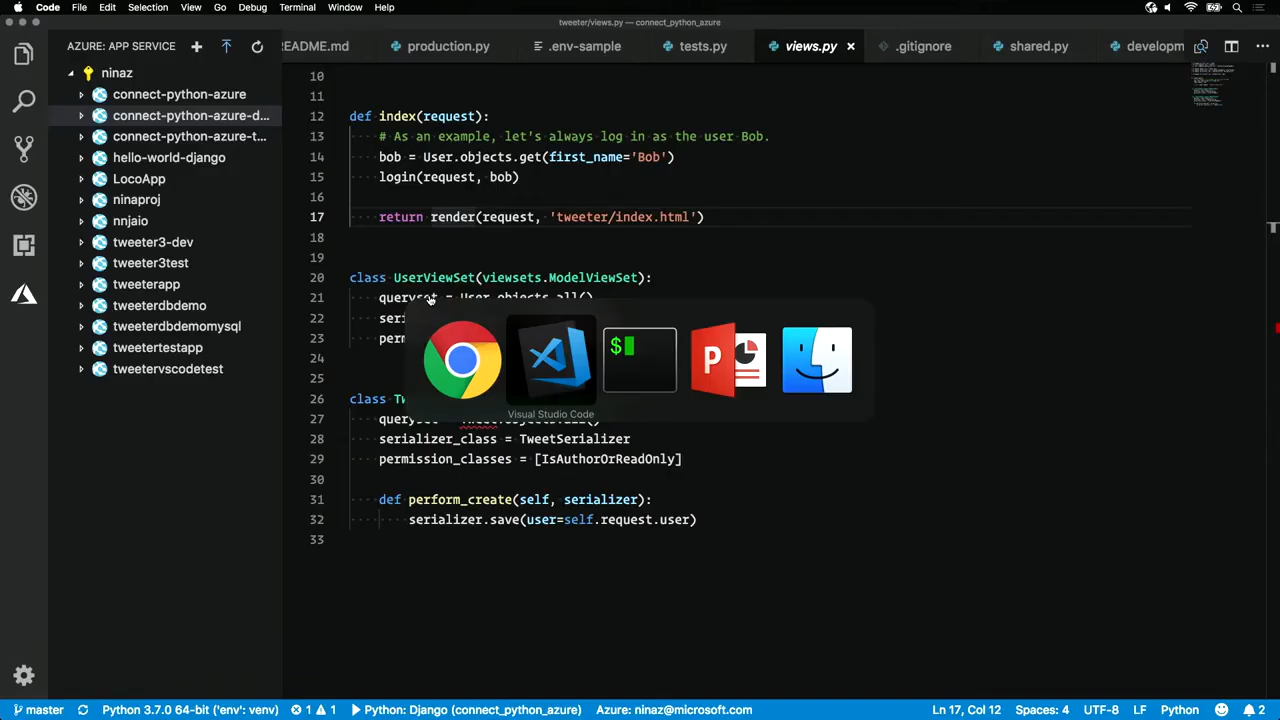 Code File Edit Selection View Go Debug Terminal Window Help
tweeter/views.py — connect_python_azure
AZURE: APP SERVICE
README.md production.py .env-sample tests.py views.py .gitignore shared.py developm
ninaz
connect-python-azure
connect-python-azure-d...
connect-python-azure-t...
hello-world-django
LocoApp
ninaproj
nnjaio
tweeter3-dev
tweeter3test
tweeterapp
tweeterdbdemo
tweeterdbdemomysql
tweetertestapp
tweetervscodetest
10
11
12 def index(request):
13 # As an example, let's always log in as the user Bob.
14 bob = User.objects.get(first_name='Bob')
15 login(request, bob)
16
17 return render(request, 'tweeter/index.html')
18
19
20 class UserViewSet(viewsets.ModelViewSet):
21 queryset = User.objects.all()
22 seri
23 perm
24
25
26 class Tw
27
28 serializer_class = TweetSerializer
29 permission_classes = [IsAuthorOrReadOnly]
30
31 def perform_create(self, serializer):
32 serializer.save(user=self.request.user)
33
$
P
Visual Studio Code
master Python 3.7.0 64-bit ('env': venv) 1 1 Python: Django (connect_python_azure) Azure: ninaz@microsoft.com Ln 17, Col 12 Spaces: 4 UTF-8 LF Python 2